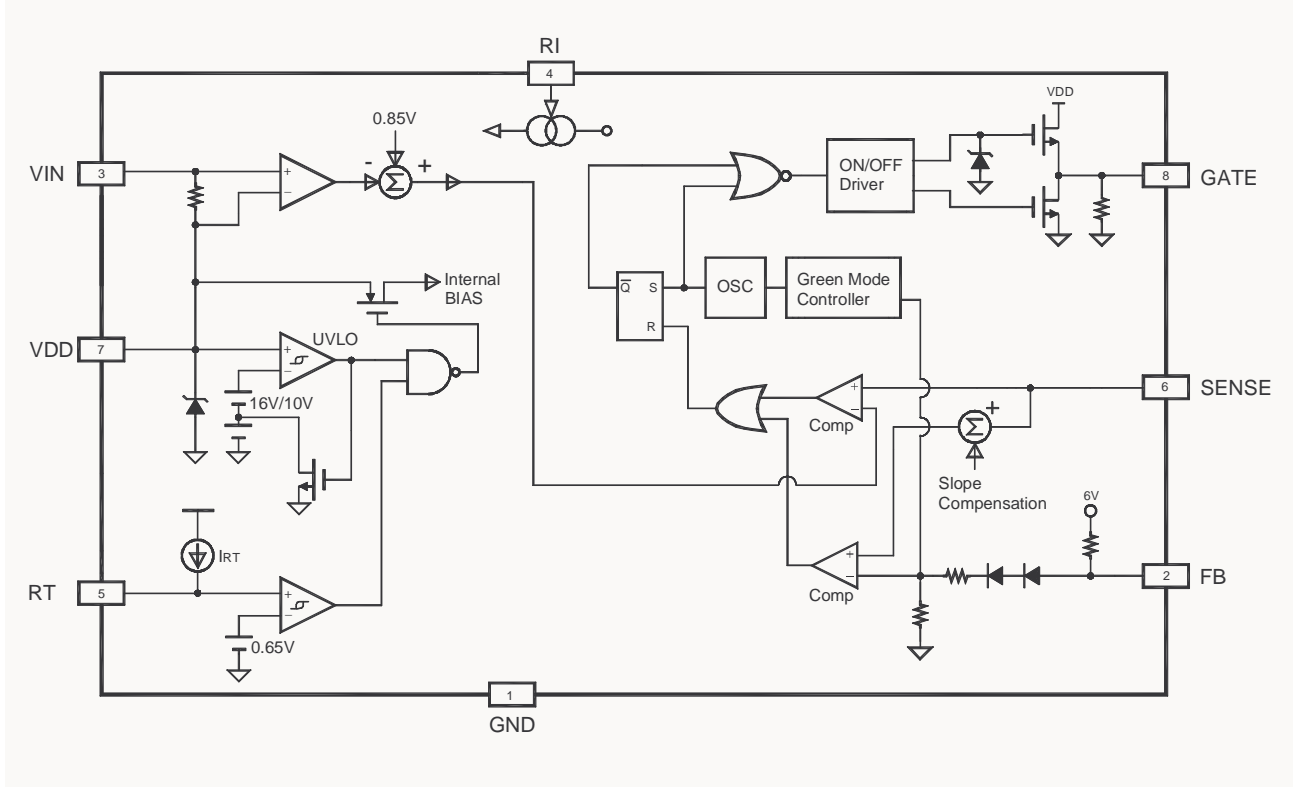 RI
4
VDD
0.85V
-
+
VIN
3
+
−
Σ
ON/OFF
Driver
8
GATE
Internal
BIAS
Q̅
S
R
OSC
Green Mode
Controller
VDD
7
UVLO
+
−
16V/10V
+
−
Comp
6
SENSE
+
Σ
Slope
Compensation
6V
IRT
RT
5
+
−
0.65V
+
−
Comp
2
FB
1
GND